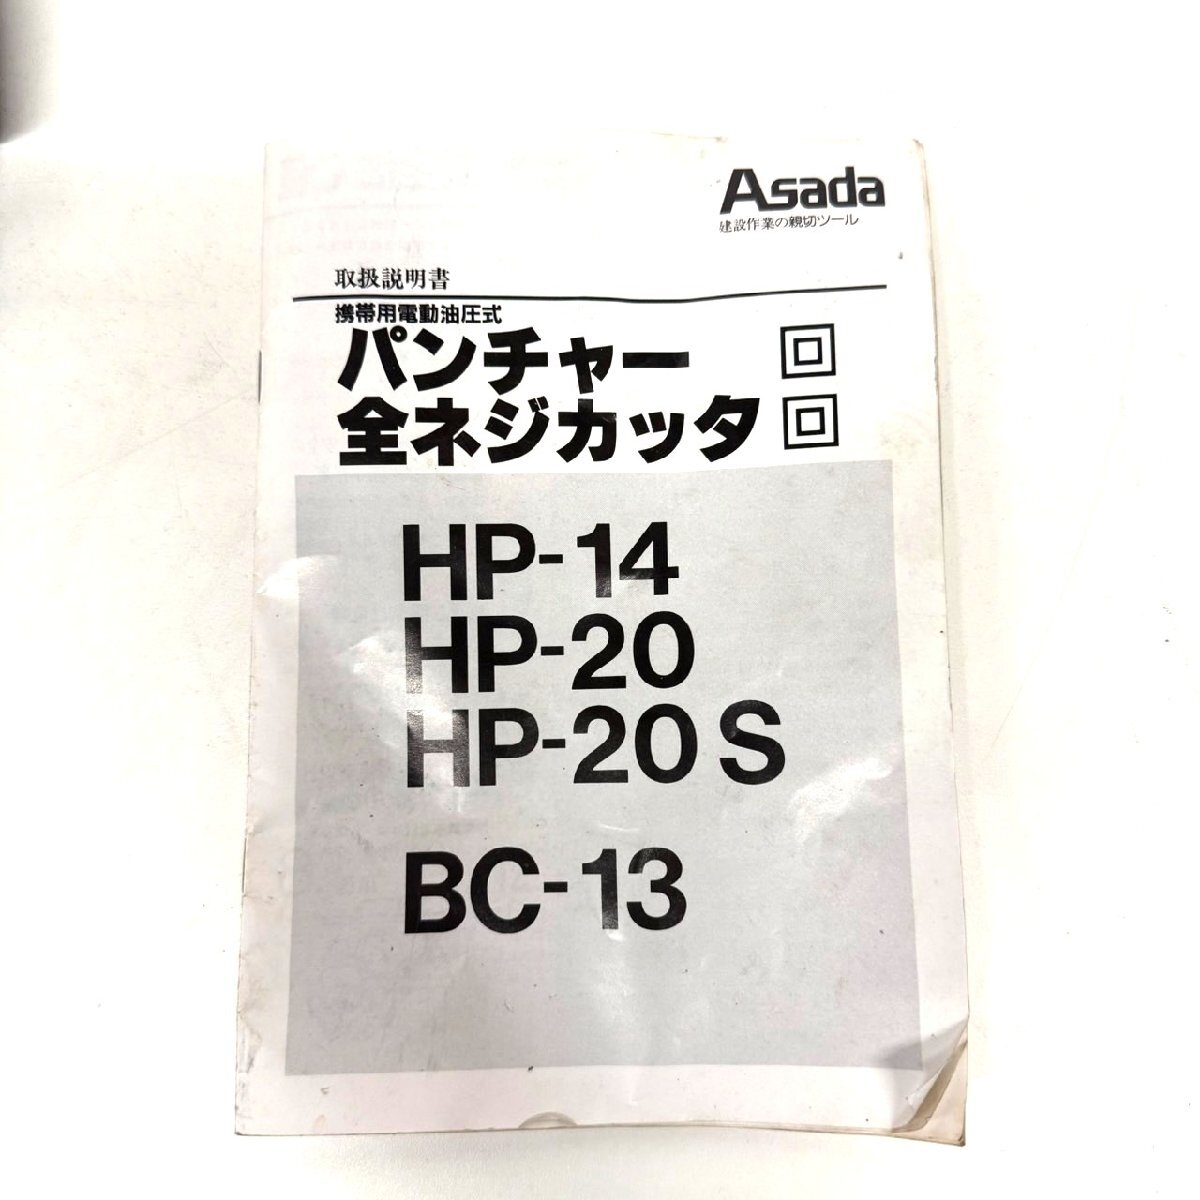 Asada
建設作業の親切ツール
取扱説明書
携帯用電動油圧式
パンチャー
全ネジカッタ
HP-14
HP-20
HP-20S
BC-13